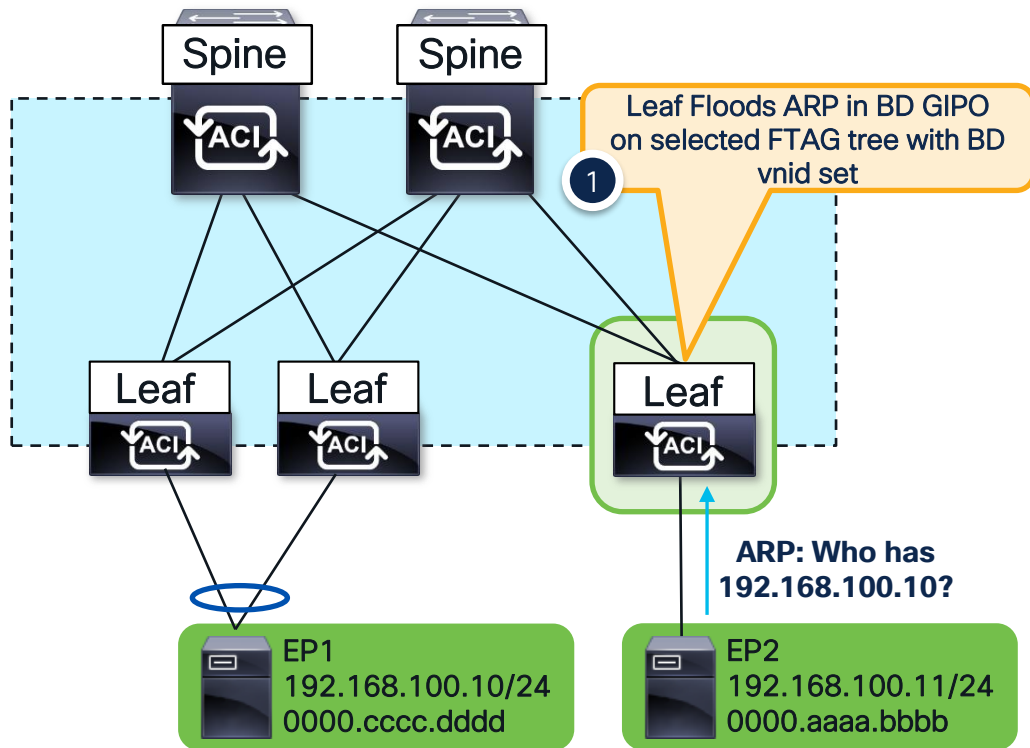 Spine
Spine
ACI
ACI
Leaf Floods ARP in BD GIPO
on selected FTAG tree with BD
vnid set
1
Leaf
Leaf
Leaf
ACI
ACI
ACI
ARP: Who has
192.168.100.10?
EP1
192.168.100.10/24
0000.cccc.dddd
EP2
192.168.100.11/24
0000.aaaa.bbbb